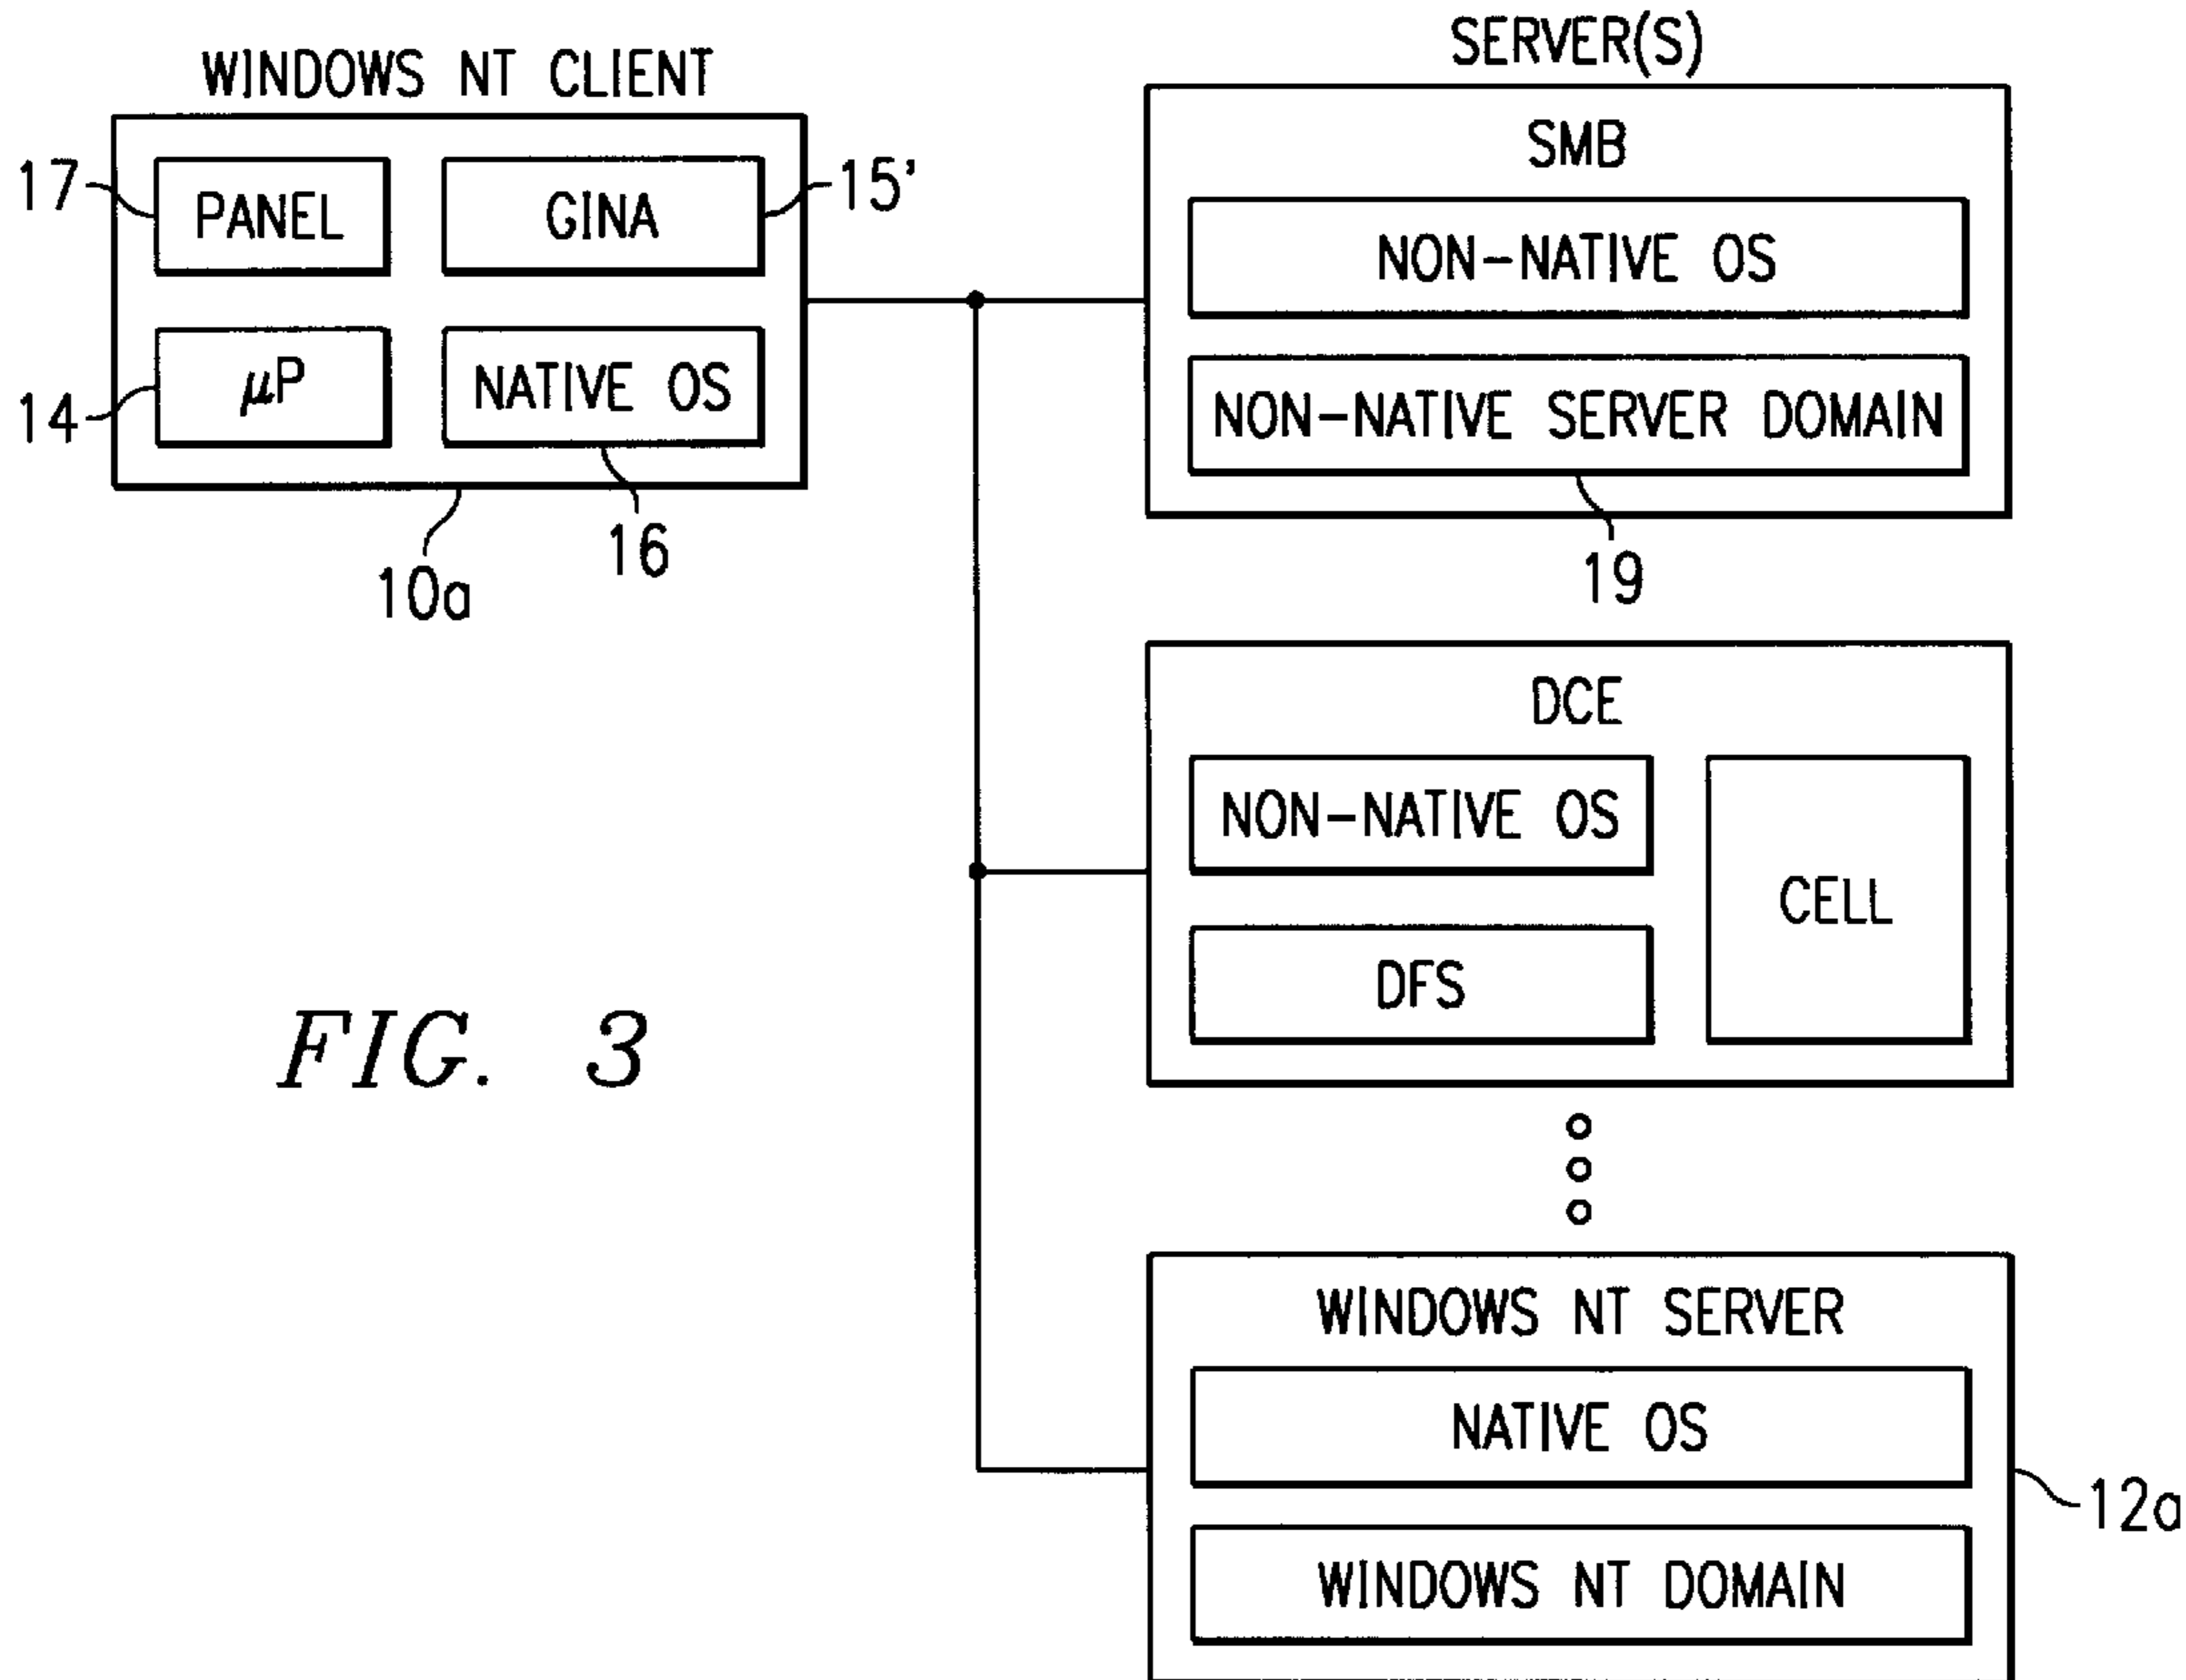 WINDOWS NT CLIENT
17
PANEL
GINA
15'
14
μP
NATIVE OS
10a
16
SERVER(S)
SMB
NON-NATIVE OS
NON-NATIVE SERVER DOMAIN
19
DCE
NON-NATIVE OS
DFS
CELL
FIG. 3
WINDOWS NT SERVER
NATIVE OS
WINDOWS NT DOMAIN
12a